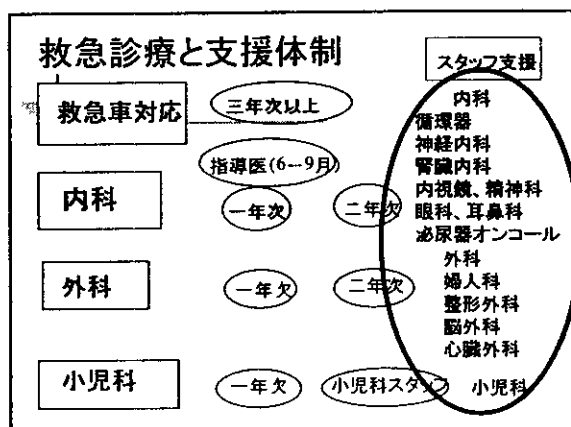 救急診療と支援体制
スタッフ支援
救急車対応
三年次以上
指導医(6-9月)
内科
一年次
二年次
外科
一年欠
二年欠
小児科
一年欠
小児科スタッフ
内科
循環器
神経内科
腎臓内科
内視鏡、精神科
眼科、耳鼻科
泌尿器オンコール
外科
婦人科
整形外科
脳外科
心臓外科
小児科